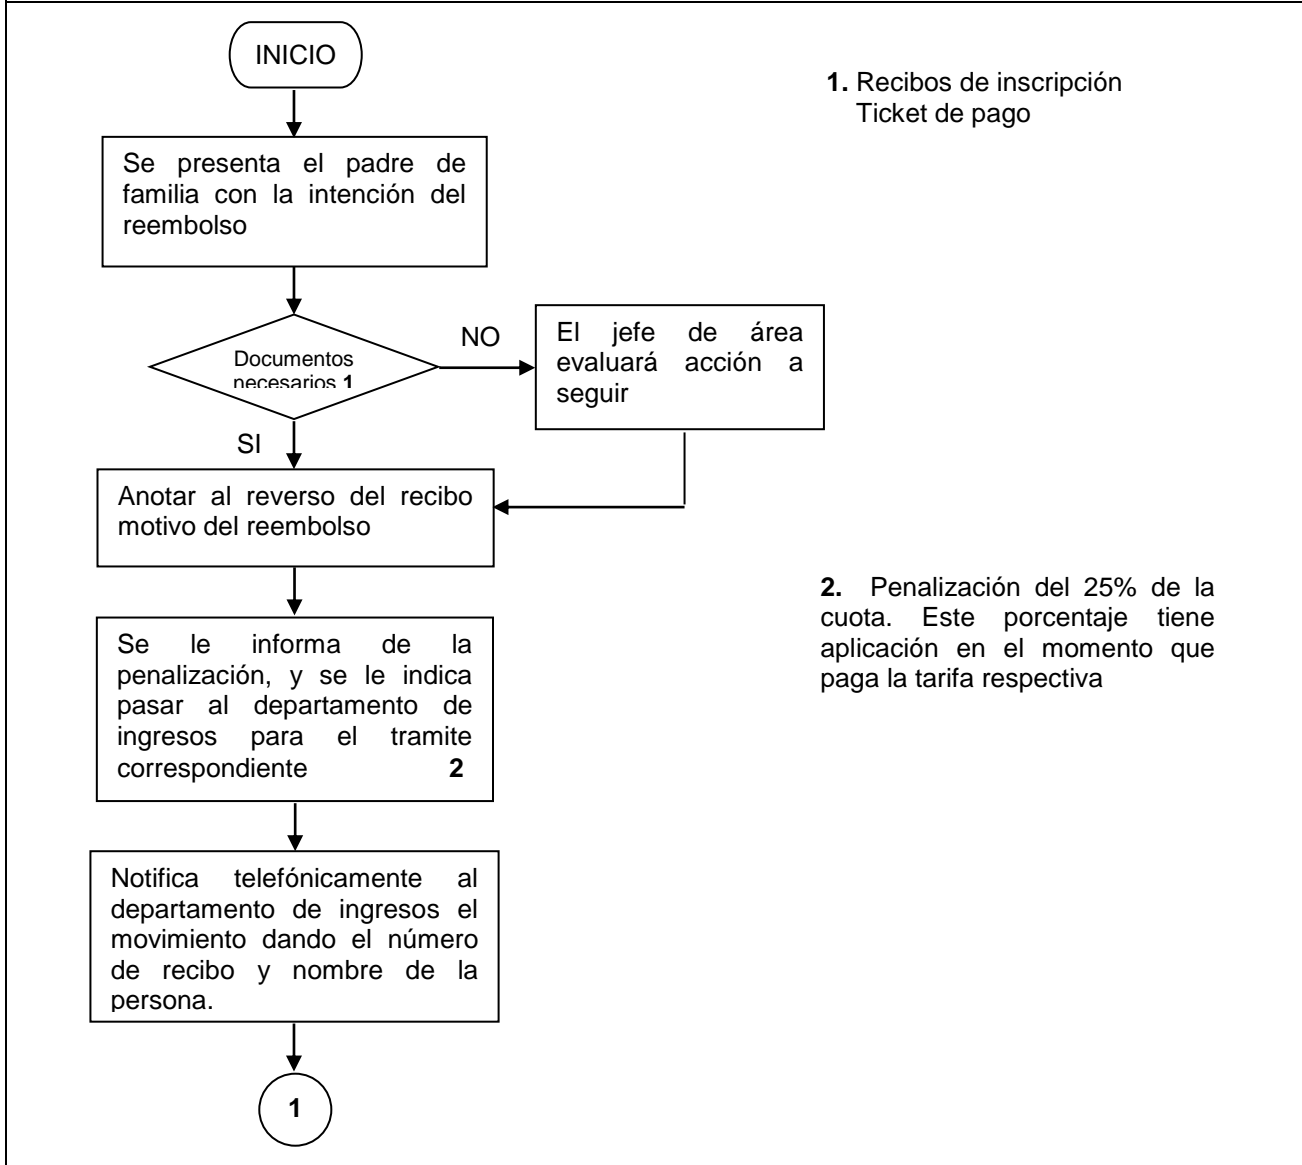 INICIO
1. Recibos de inscripción
Ticket de pago
Se presenta el padre de
familia con la intención del
reembolso
Documentos
necesarios 1
NO
El jefe de área
evaluará acción a
seguir
SI
Anotar al reverso del recibo
motivo del reembolso
2. Penalización del 25% de la
cuota. Este porcentaje tiene
aplicación en el momento que
paga la tarifa respectiva
Se le informa de la
penalización, y se le indica
pasar al departamento de
ingresos para el tramite
correspondiente 2
Notifica telefónicamente al
departamento de ingresos el
movimiento dando el número
de recibo y nombre de la
persona.
1